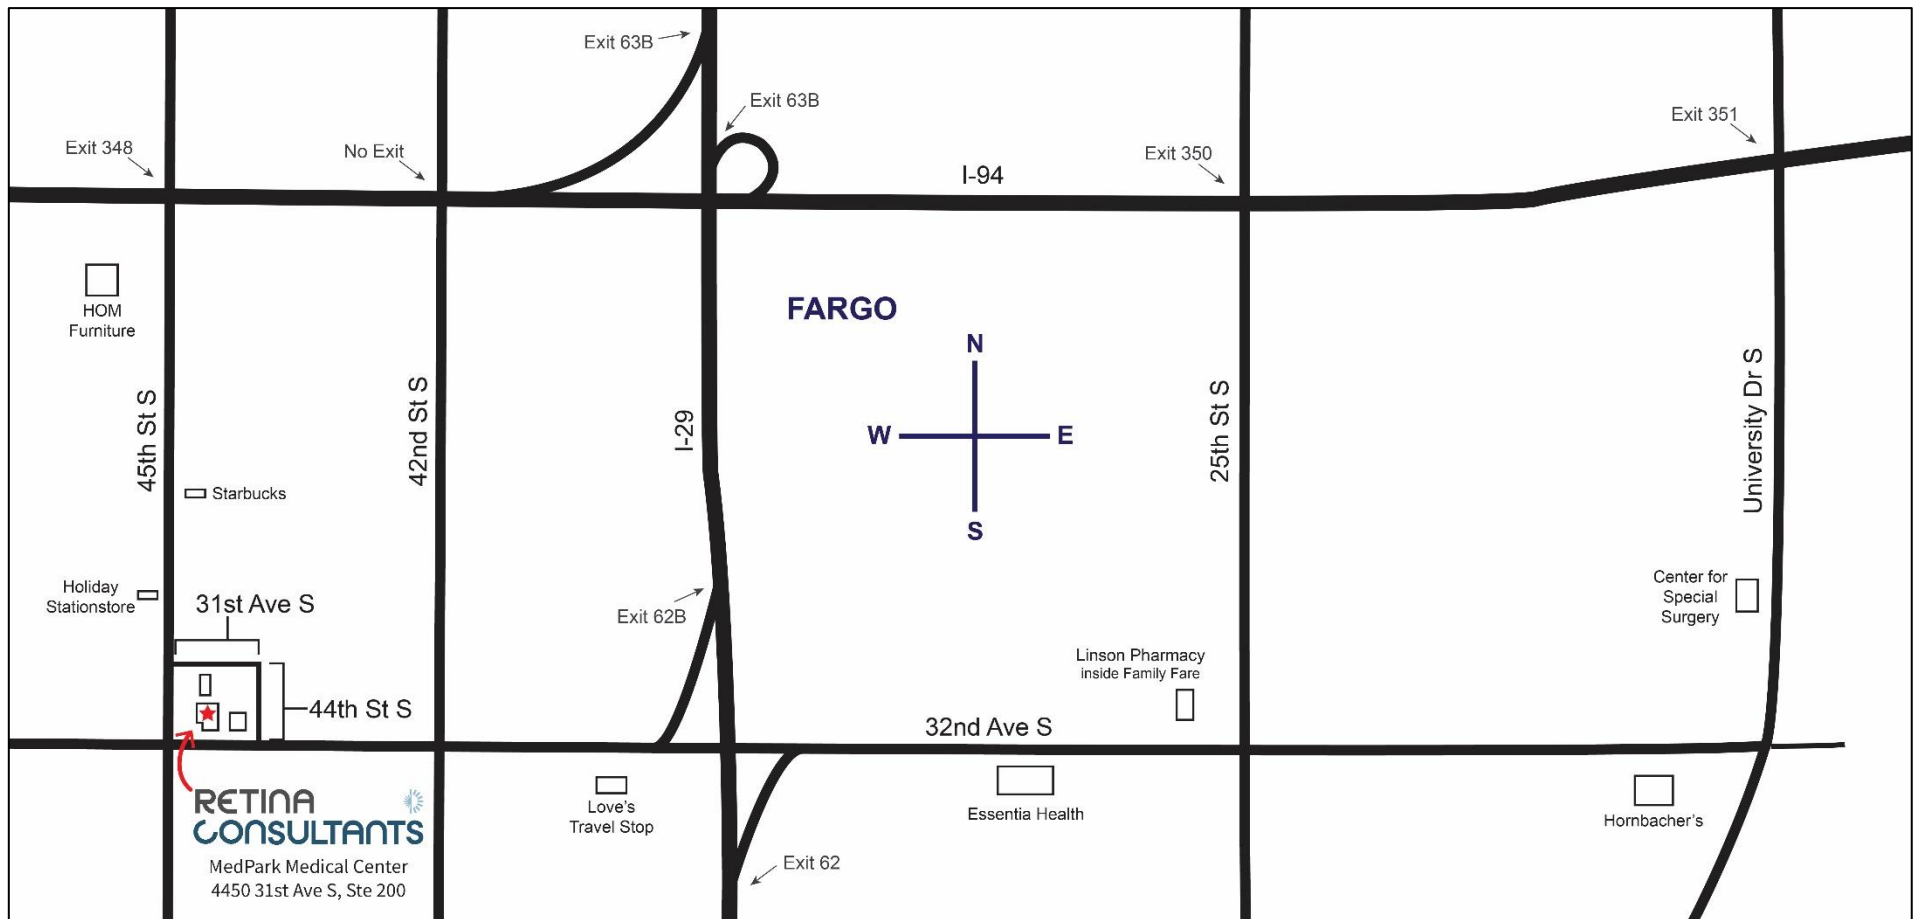 Exit 63B
Exit 63B
Exit 351
Exit 348
No Exit
Exit 350
I-94
HOM
Furniture
FARGO
N
W
E
S
45th St S
42nd St S
I-29
25th St S
University Dr S
Starbucks
Holiday
Stationstore
31st Ave S
Exit 62B
Center for
Special
Surgery
Linson Pharmacy
inside Family Fare
44th St S
32nd Ave S
RETINA
CONSULTANTS
MedPark Medical Center
4450 31st Ave S, Ste 200
Love's
Travel Stop
Essentia Health
Hornbacher's
Exit 62